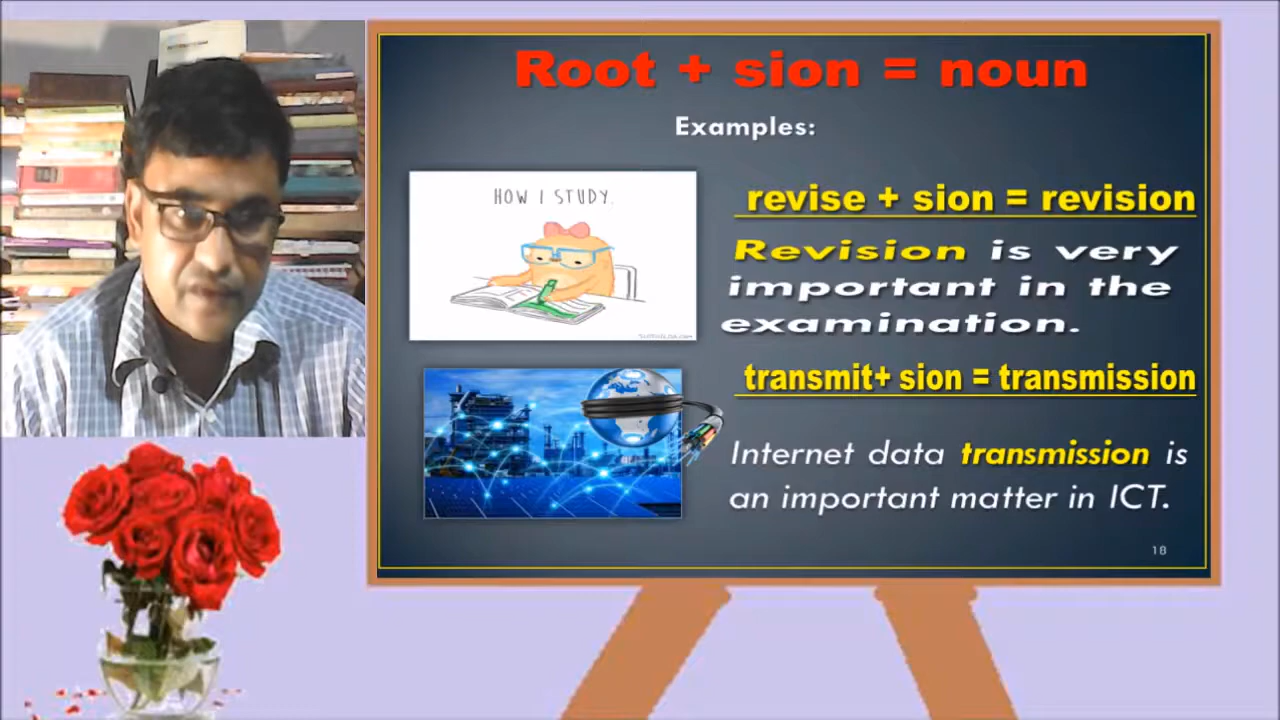 Root + sion = noun
Examples:
HOW I STUDY.
revise + sion = revision
Revision is very
important in the
examination.
transmit+ sion = transmission
Internet data transmission is
an important matter in ICT.
18